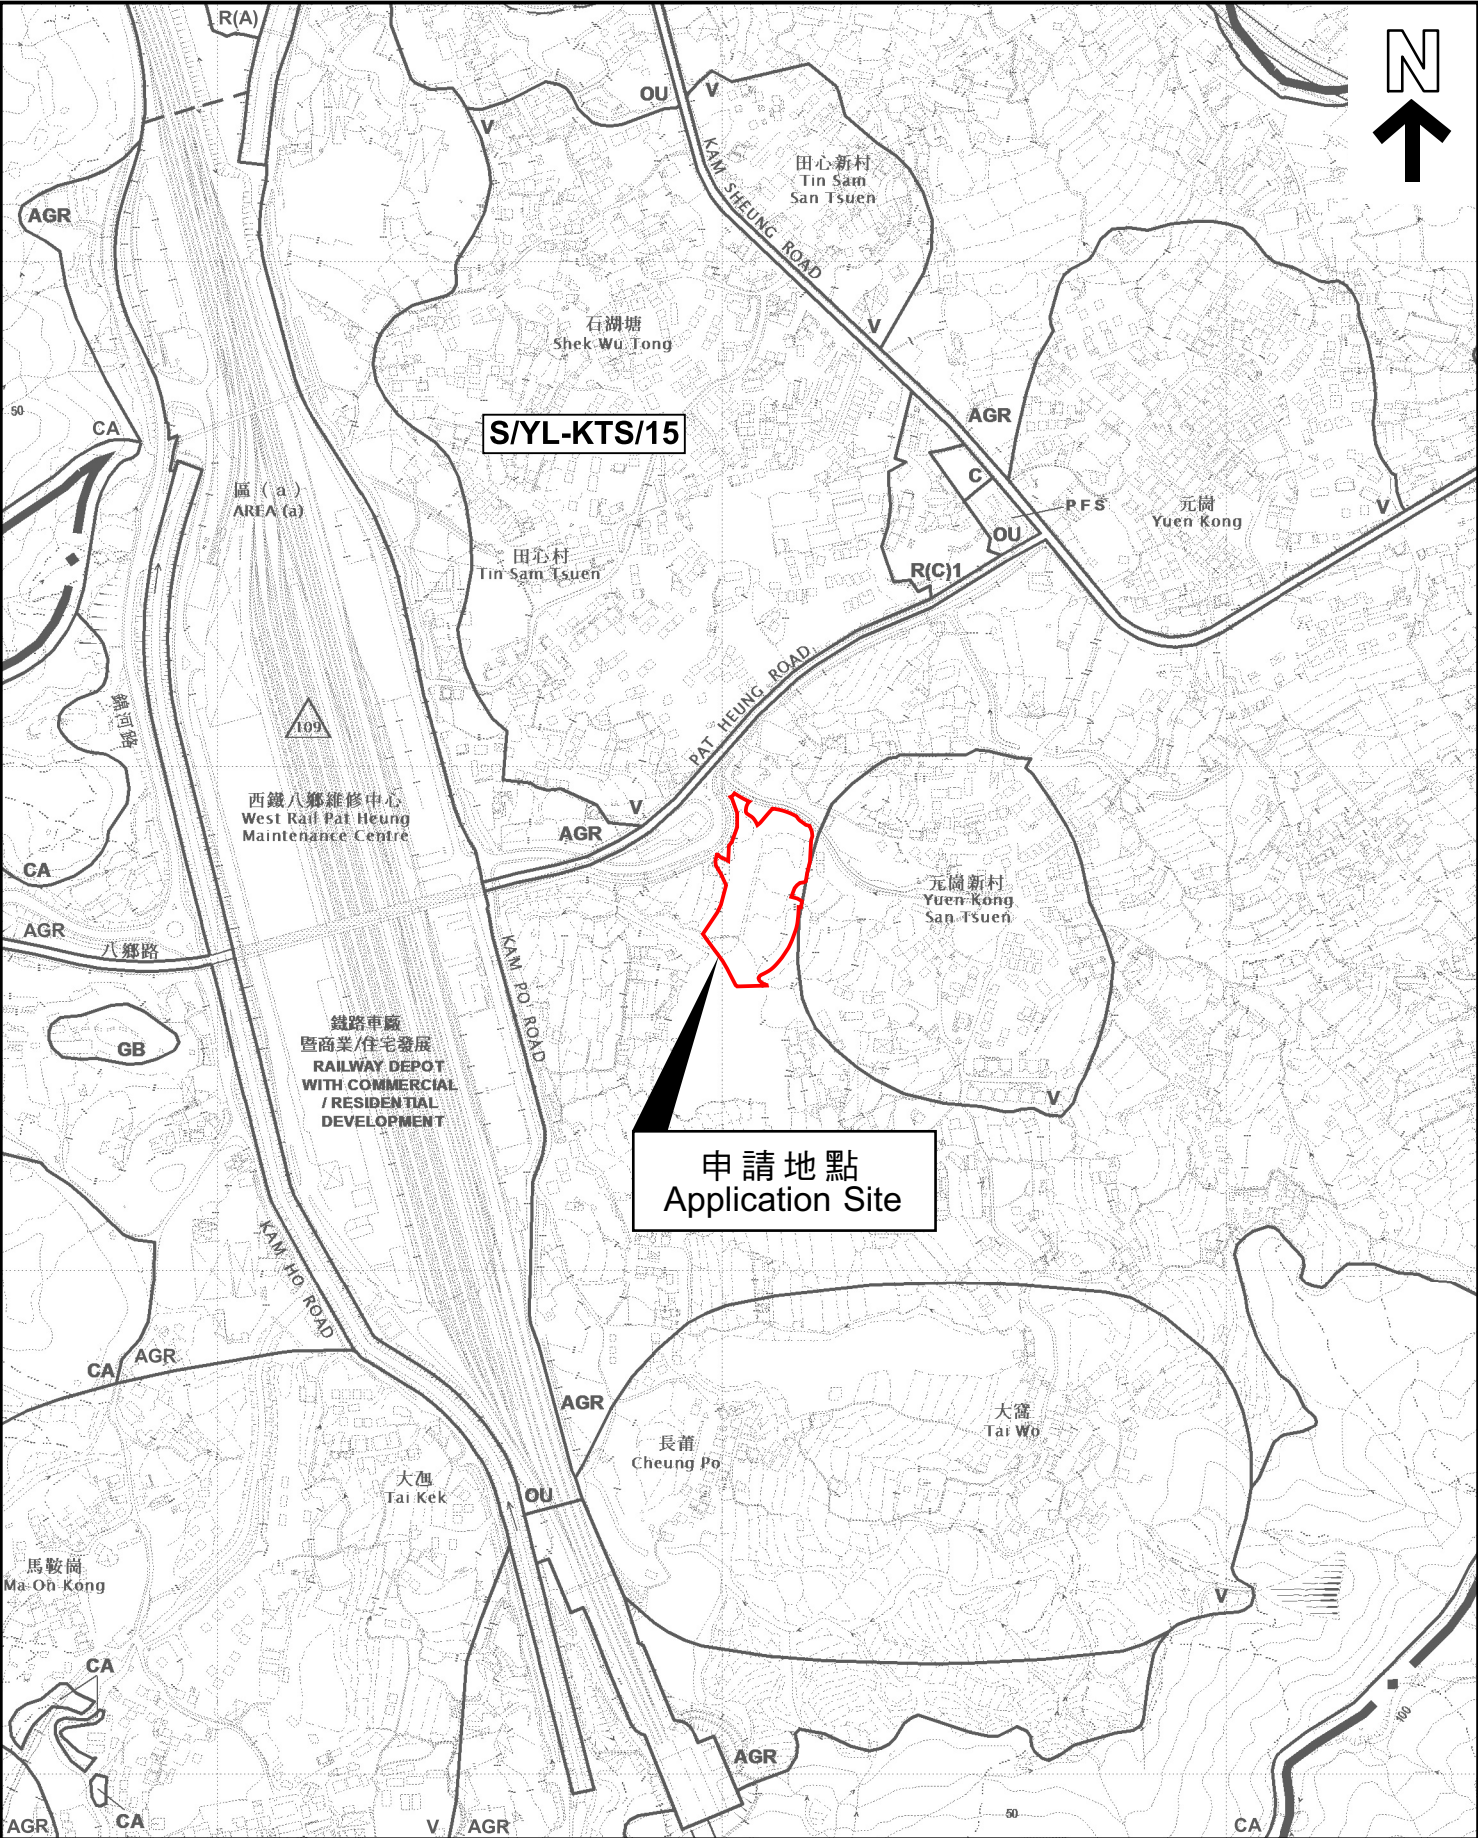 R(A)
N
OU
V
V
KAM SHEUNG ROAD
田心新村
Tin Sam
San Tsuen
AGR
石湖塘
Shek Wu Tong
V
50
CA
S/YL-KTS/15
AGR
C
區 ( a )
AREA (a)
PFS
元崗
Yuen Kong
V
OU
田心村
Tin Sam Tsuen
R(C)1
錦河路
PAT HEUNG ROAD
109
西鐵八鄉維修中心
West Rail Pat Heung
Maintenance Centre
V
AGR
CA
元崗新村
Yuen Kong
San Tsuen
AGR
八鄉路
KAM PO ROAD
鐵路車廠
暨商業/住宅發展
RAILWAY DEPOT
WITH COMMERCIAL
/ RESIDENTIAL
DEVELOPMENT
GB
V
申請地點
Application Site
KAM HO ROAD
CA
AGR
AGR
大窩
Tai Wo
長莆
Cheung Po
Tai Kek
OU
馬鞍崗
Ma On Kong
V
CA
100
AGR
50
CA
AGR
V
AGR
CA